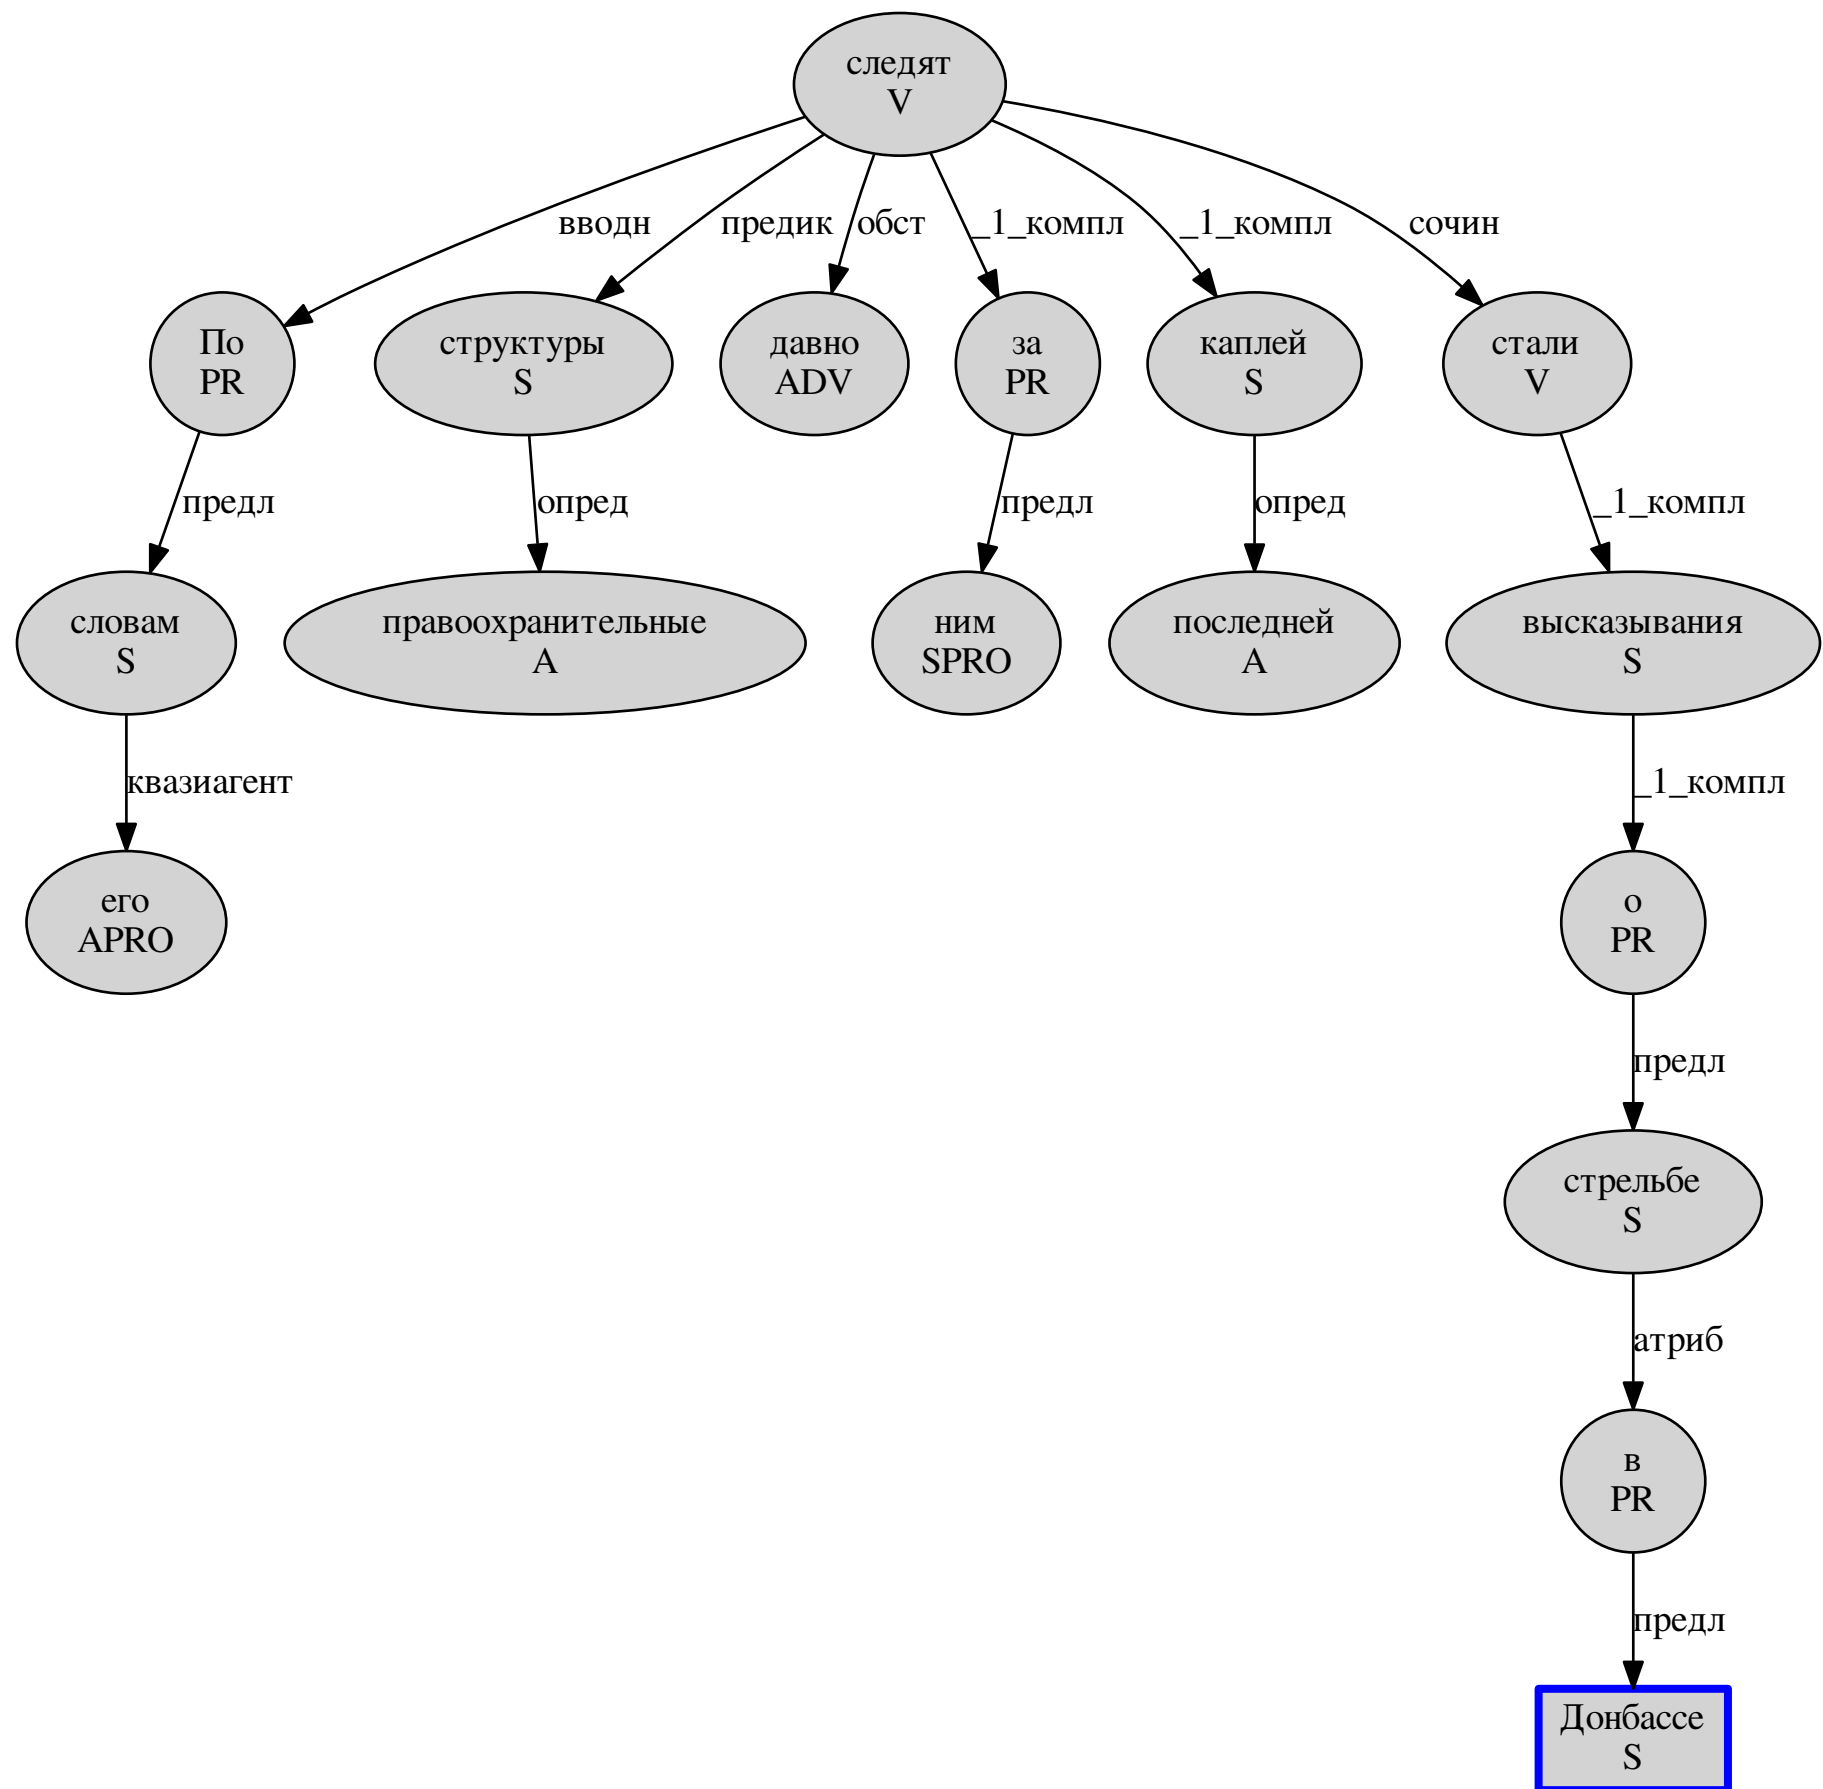 следят
V
вводн
предик
обст
_1_компл
_1_компл
сочин
По
PR
структуры
S
давно
ADV
за
PR
каплей
S
стали
V
предл
опред
предл
опред
_1_компл
словам
S
правоохранительные
A
ним
SPRO
последней
A
высказывания
S
квазиагент
_1_компл
его
APRO
о
PR
предл
стрельбе
S
атриб
в
PR
предл
Донбассе
S